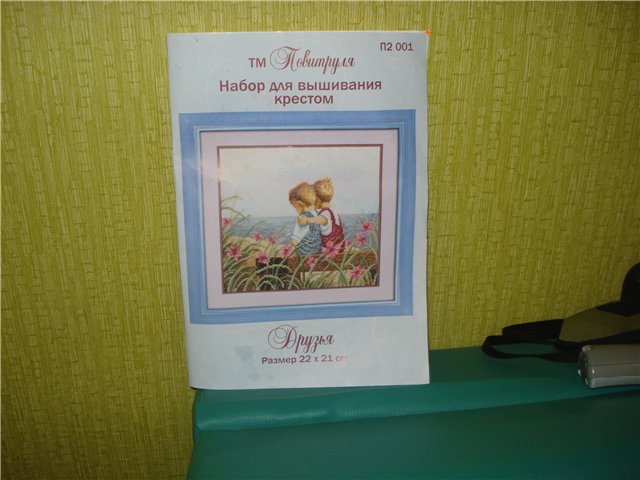 П2 001
ТМ Повитруля
Набор для вышивания
крестом
Друзья
Размер 22 х 21 см